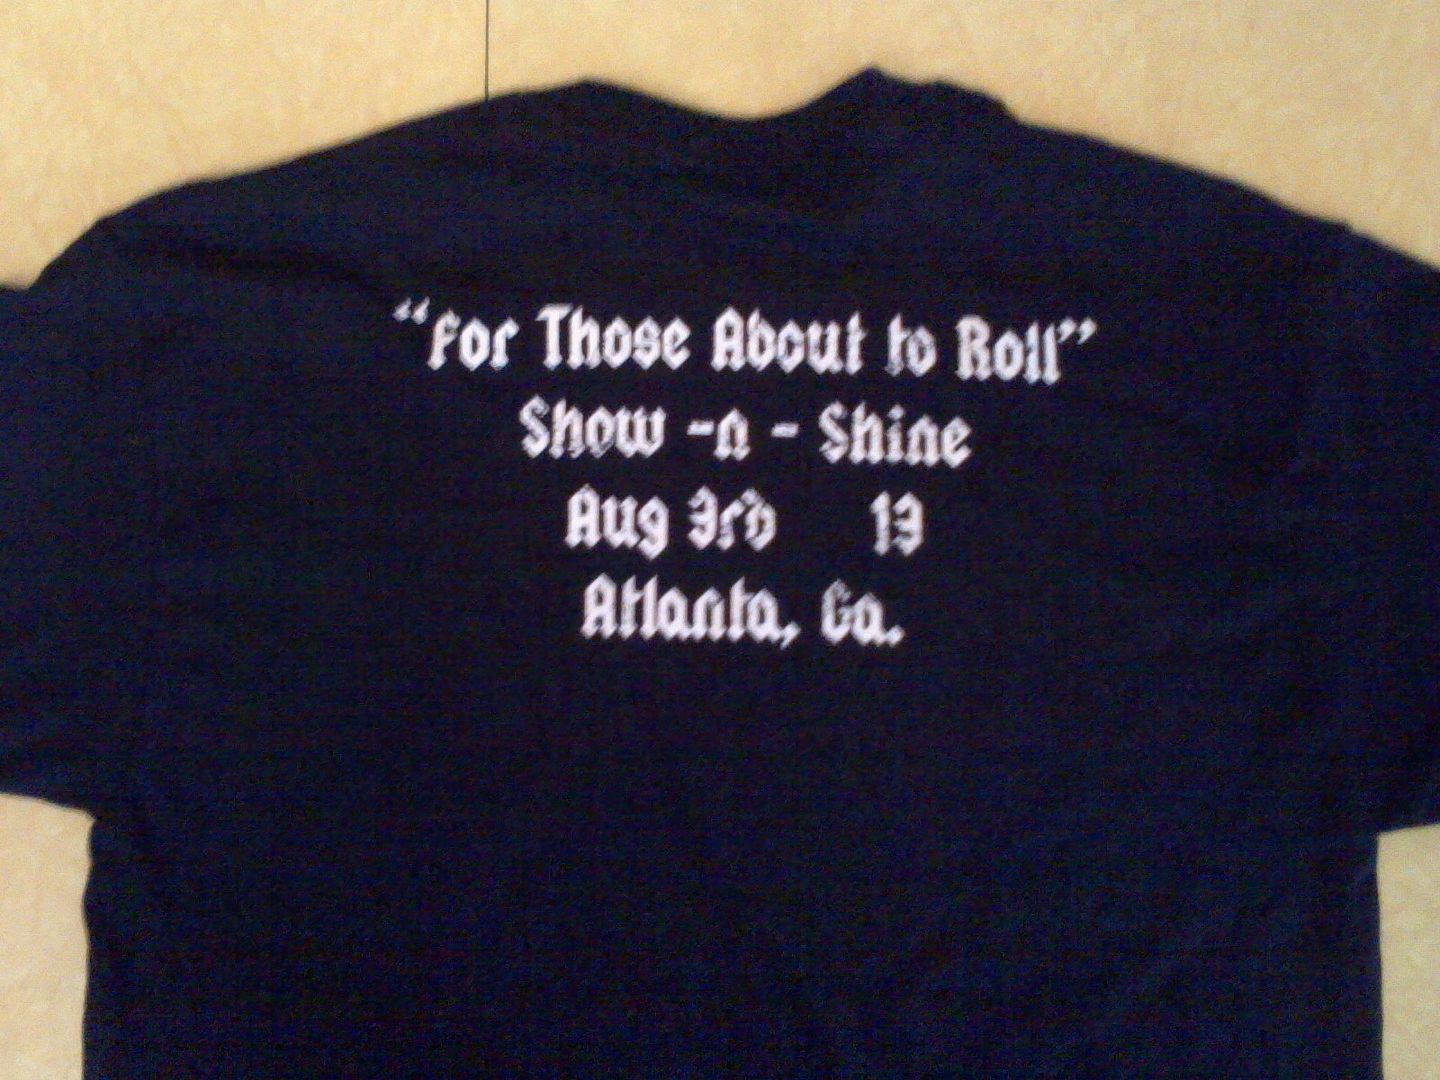 “For Those About to Roll”
Show -n - Shine
Aug 3rd 13
Atlanta, Ga.